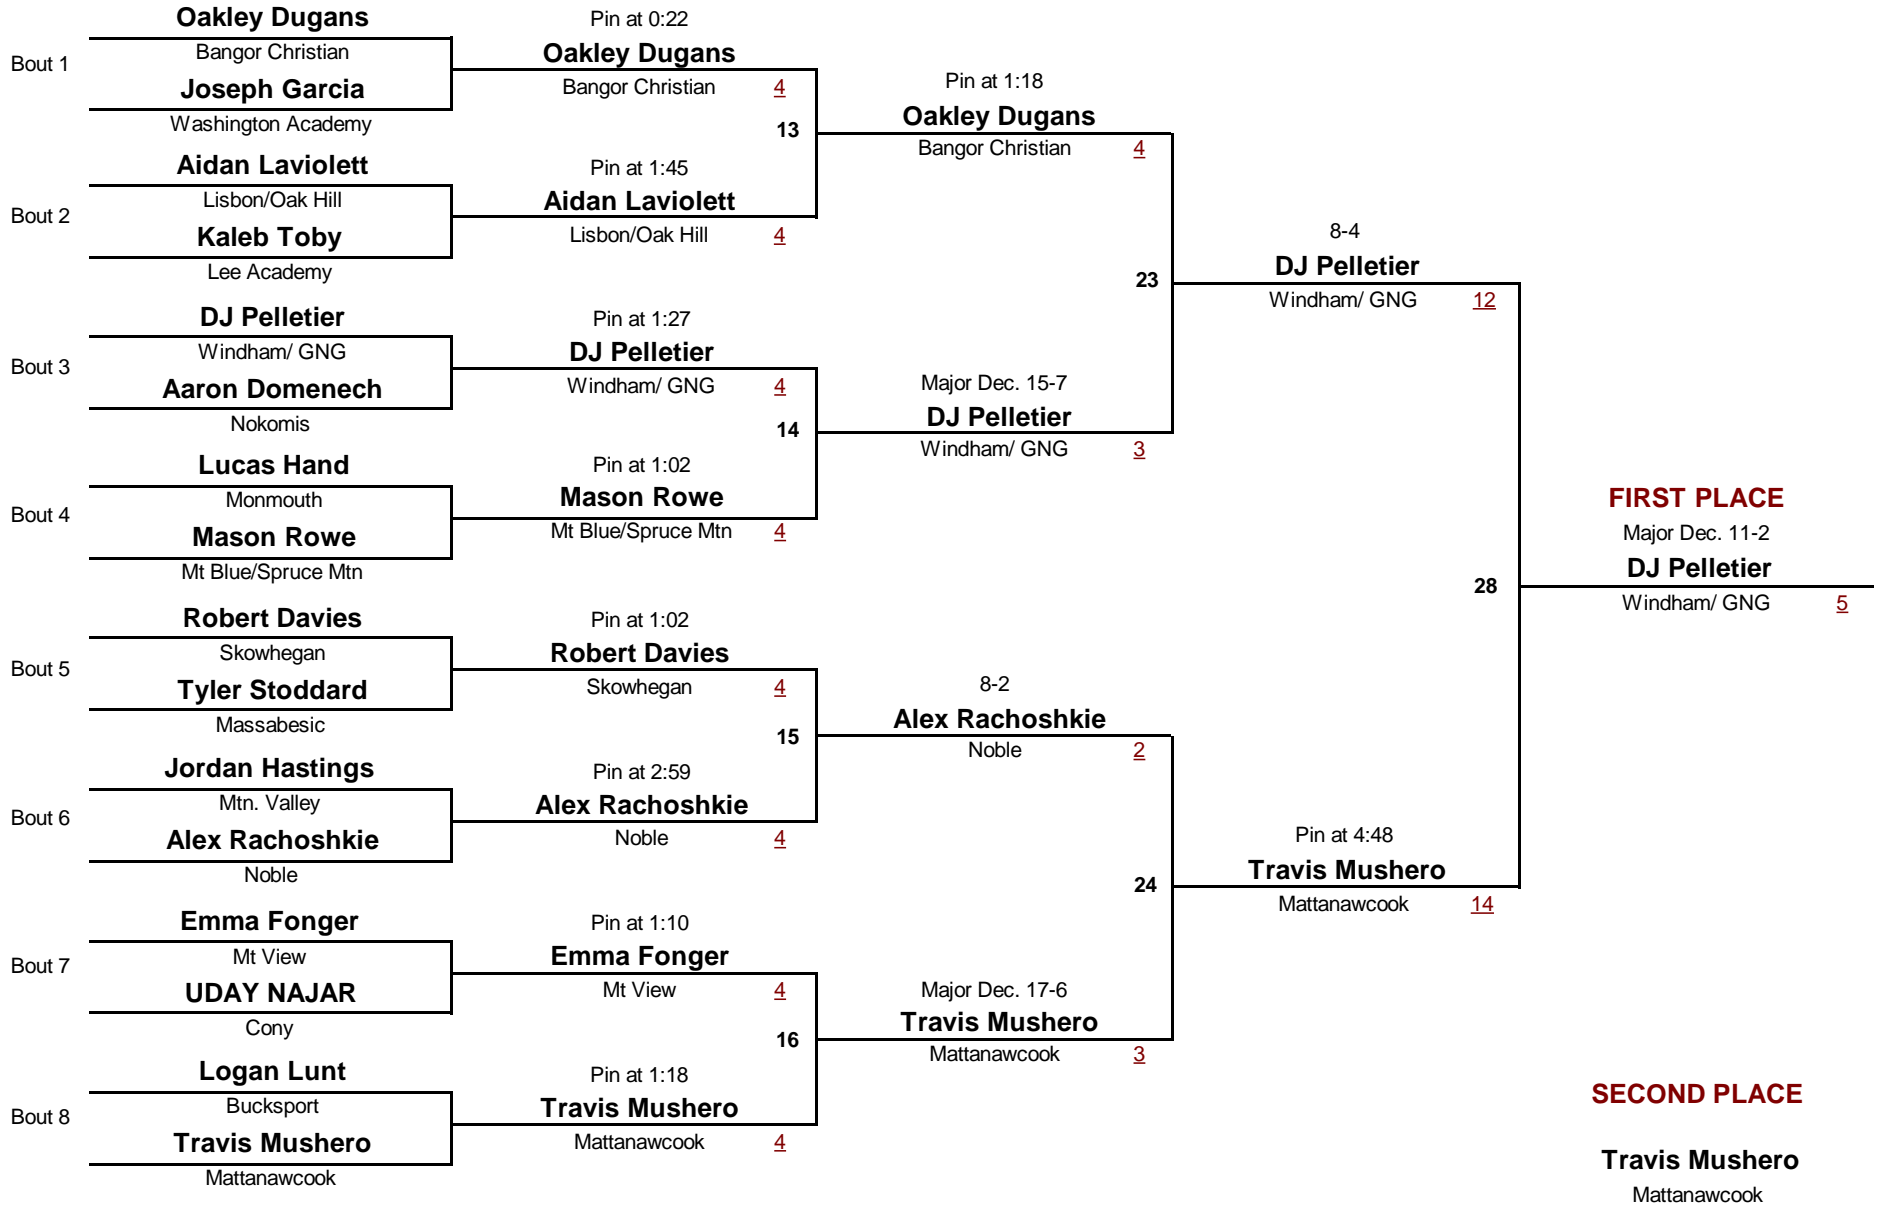 Oakley Dugans
Bout 1
Bangor Christian
Joseph Garcia
Washington Academy
Aidan Laviolett
Bout 2
Lisbon/Oak Hill
Kaleb Toby
Lee Academy
DJ Pelletier
Bout 3
Windham/ GNG
Aaron Domenech
Nokomis
Lucas Hand
Bout 4
Monmouth
Mason Rowe
Mt Blue/Spruce Mtn
Robert Davies
Bout 5
Skowhegan
Tyler Stoddard
Massabesic
Jordan Hastings
Bout 6
Mtn. Valley
Alex Rachoshkie
Noble
Emma Fonger
Bout 7
Mt View
UDAY NAJAR
Cony
Logan Lunt
Bout 8
Bucksport
Travis Mushero
Mattanawcook
Pin at 0:22
Oakley Dugans
Bangor Christian 4
13
Pin at 1:45
Aidan Laviolett
Lisbon/Oak Hill 4
Pin at 1:27
DJ Pelletier
Windham/ GNG 4
14
Pin at 1:02
Mason Rowe
Mt Blue/Spruce Mtn 4
Pin at 1:02
Robert Davies
Skowhegan 4
15
Pin at 2:59
Alex Rachoshkie
Noble 4
Pin at 1:10
Emma Fonger
Mt View 4
16
Pin at 1:18
Travis Mushero
Mattanawcook 4
Pin at 1:18
Oakley Dugans
Bangor Christian 4
23
Major Dec. 15-7
DJ Pelletier
Windham/ GNG 3
8-2
Alex Rachoshkie
Noble 2
24
Major Dec. 17-6
Travis Mushero
Mattanawcook 3
8-4
DJ Pelletier
Windham/ GNG 12
28
Pin at 4:48
Travis Mushero
Mattanawcook 14
FIRST PLACE
Major Dec. 11-2
DJ Pelletier
Windham/ GNG 5
SECOND PLACE
Travis Mushero
Mattanawcook